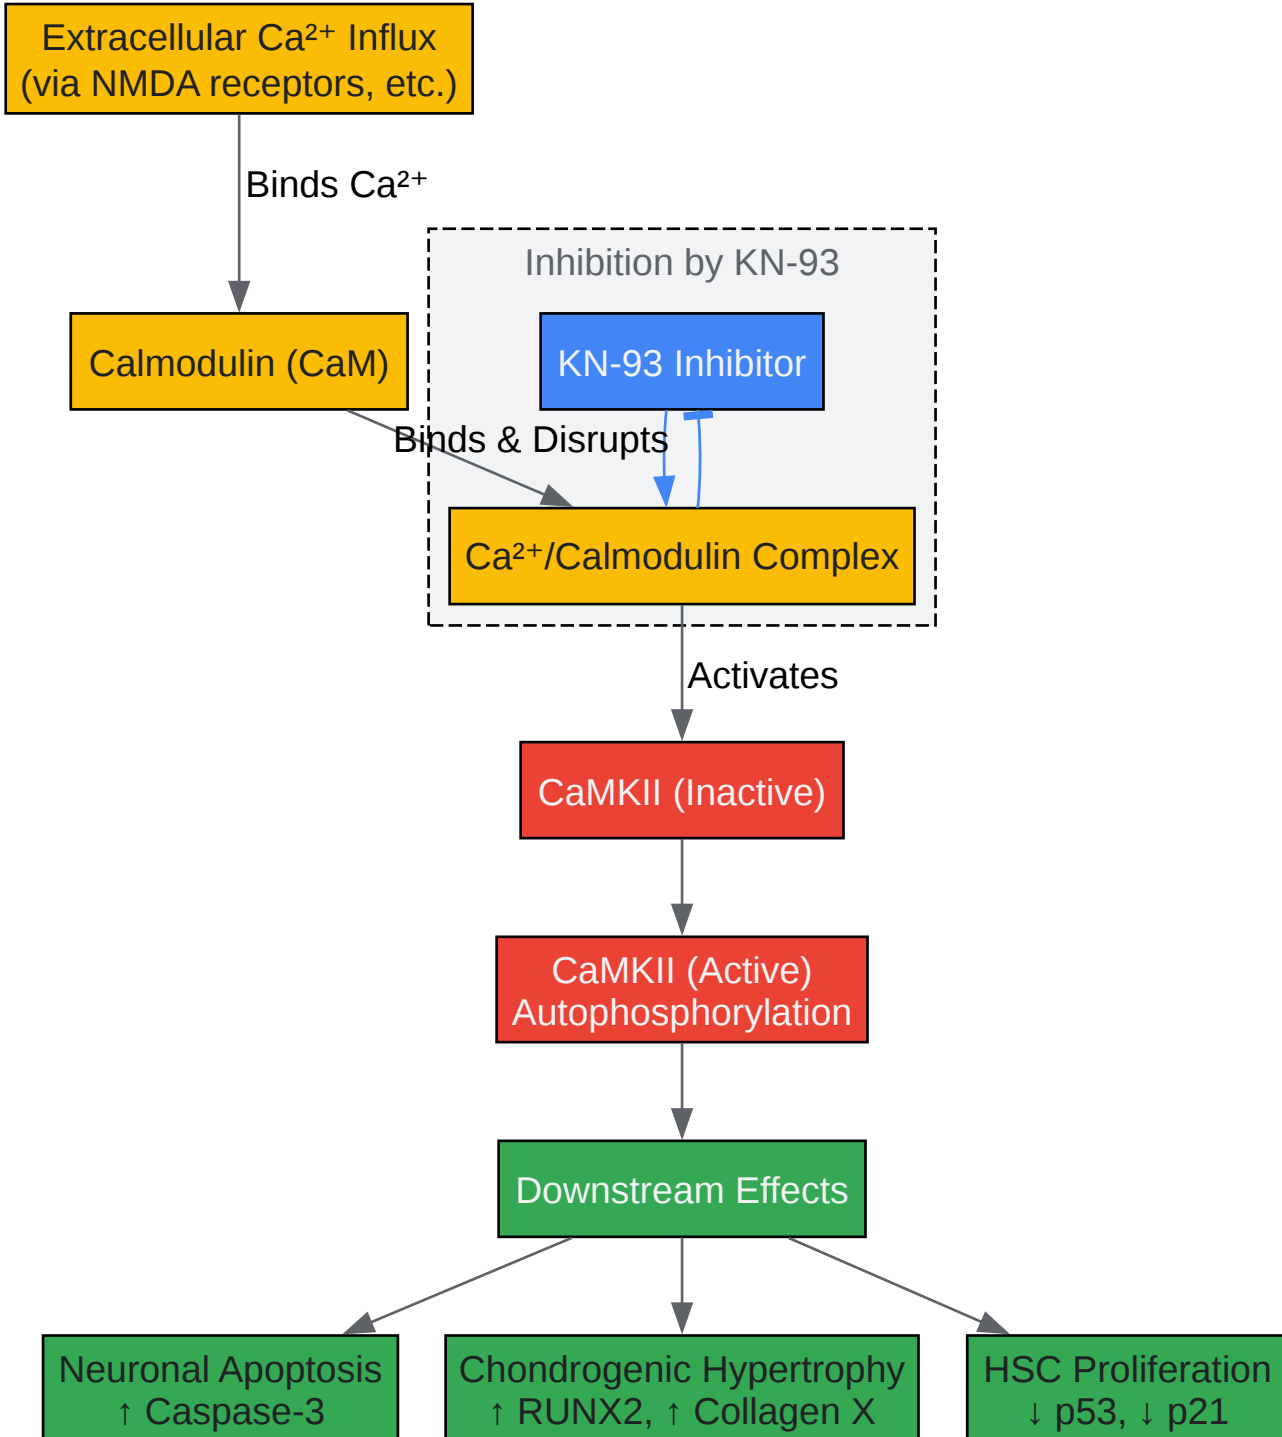 Extracellular Ca²⁺ Influx
(via NMDA receptors, etc.)
Binds Ca²⁺
Inhibition by KN-93
Calmodulin (CaM)
KN-93 Inhibitor
Binds & Disrupts
Ca²⁺/Calmodulin Complex
Activates
CaMKII (Inactive)
CaMKII (Active)
Autophosphorylation
Downstream Effects
Neuronal Apoptosis
↑ Caspase-3
Chondrogenic Hypertrophy
↑ RUNX2, ↑ Collagen X
HSC Proliferation
↓ p53, ↓ p21